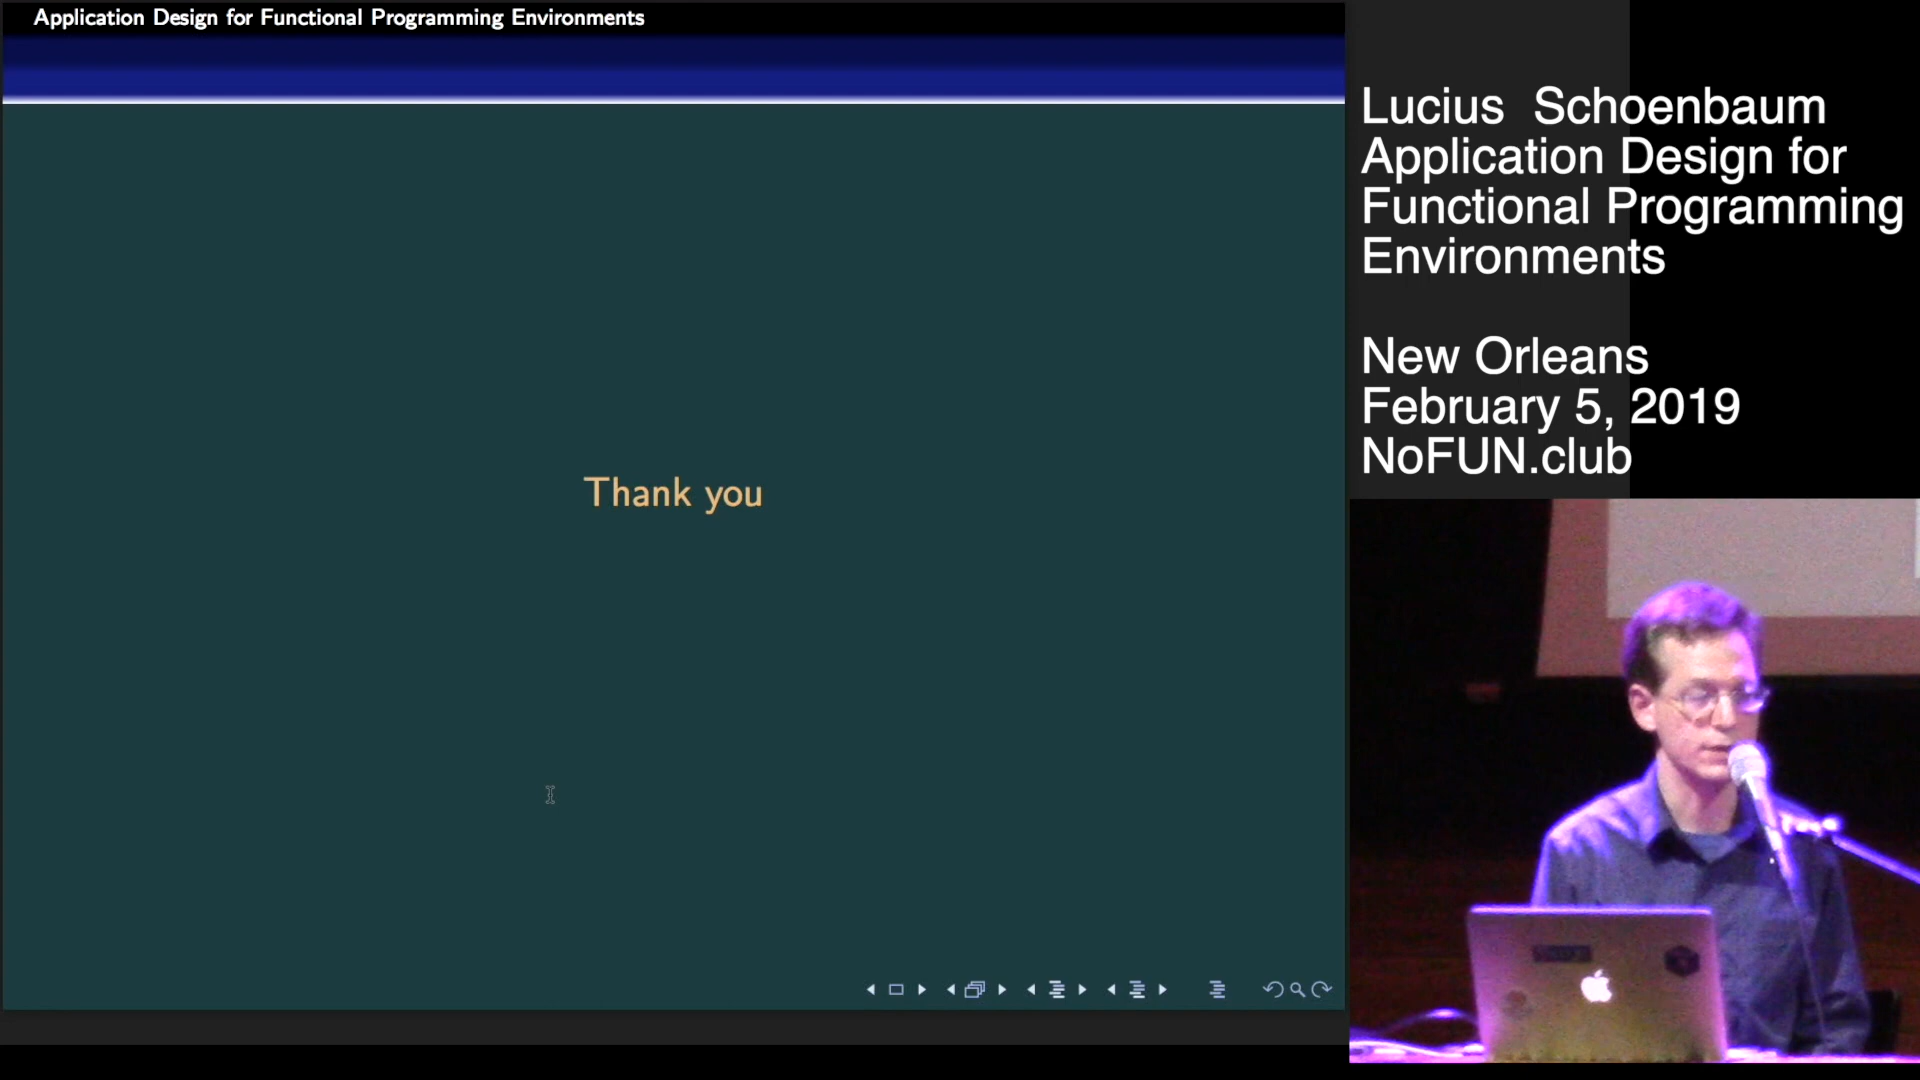 Application Design for Functional Programming Environments
Thank you
Lucius Schoenbaum
Application Design for
Functional Programming
Environments
New Orleans
February 5, 2019
NoFUN.club